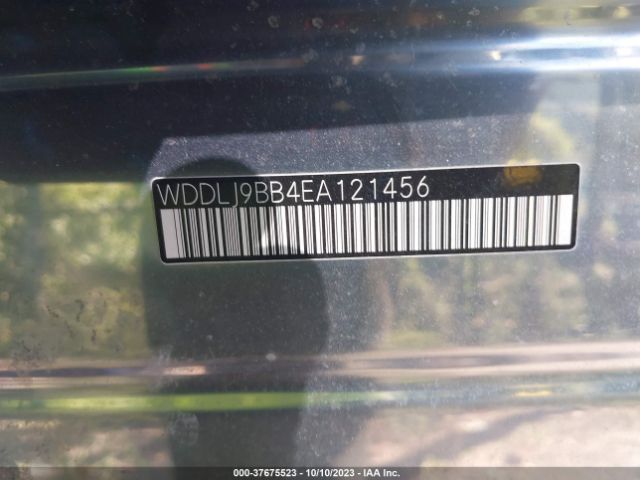 WDDLJ9BB4EA121456
000-37675523 - 10/10/2023 - IAA Inc.